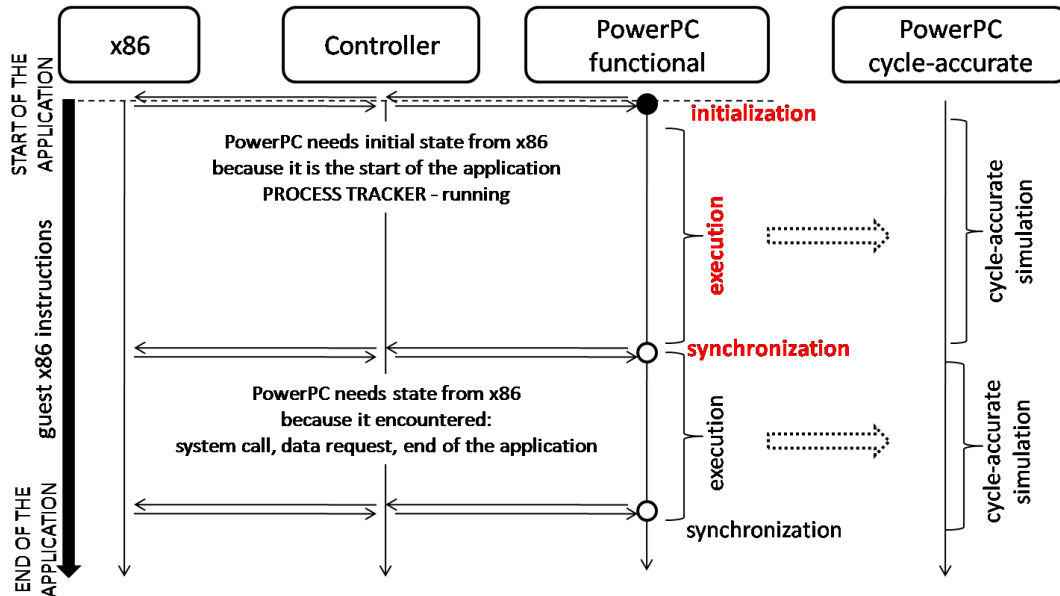 x86
Controller
PowerPC
functional
PowerPC
cycle-accurate
START OF THE
APPLICATION
initialization
PowerPC needs initial state from x86
because it is the start of the application
PROCESS TRACKER – running
execution
cycle-accurate
simulation
guest x86 instructions
synchronization
PowerPC needs state from x86
because it encountered:
system call, data request, end of the application
execution
cycle-accurate
simulation
synchronization
END OF THE
APPLICATION